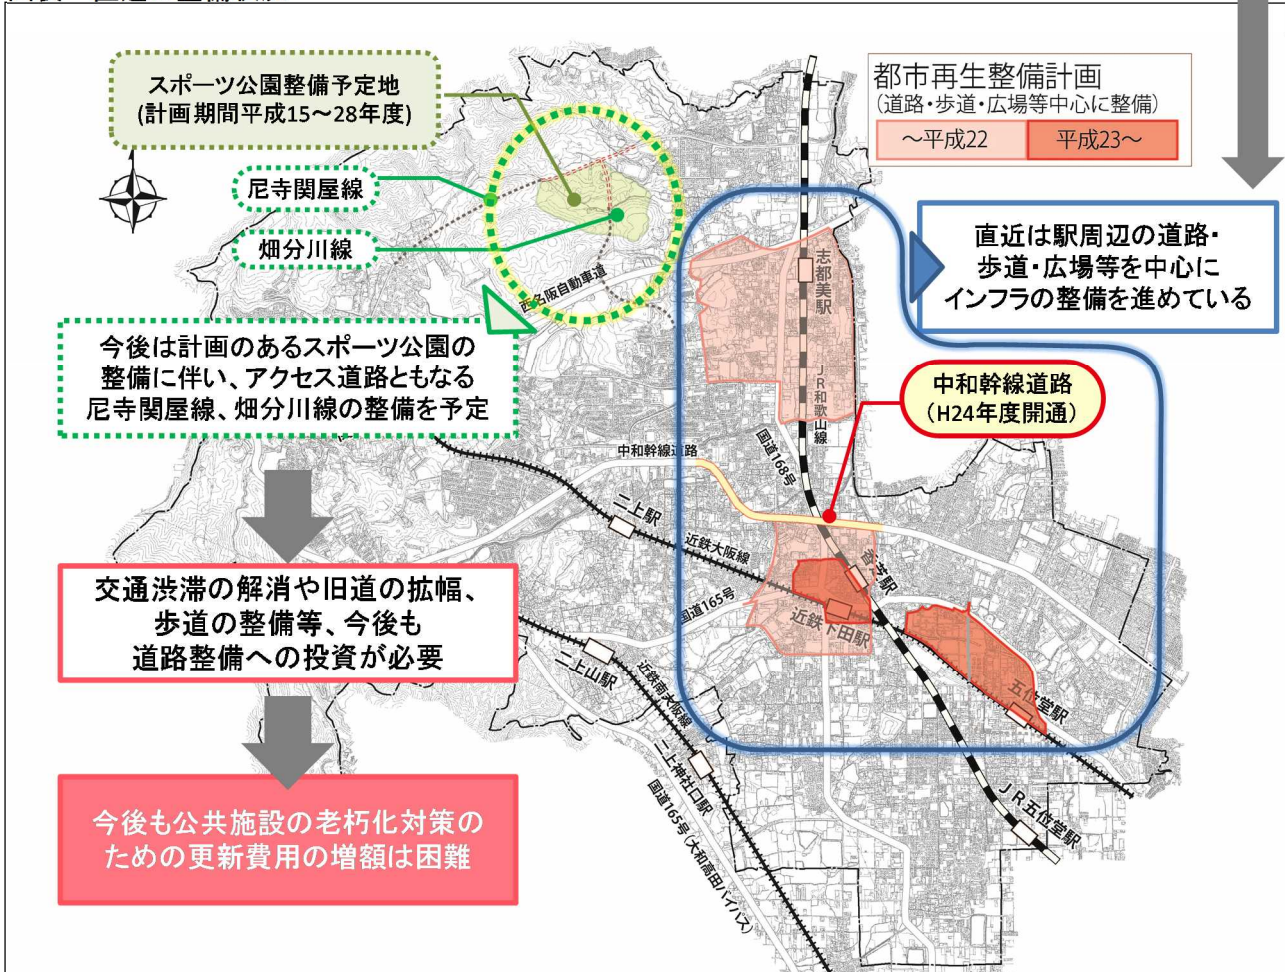 スポーツ公園整備予定地
(計画期間平成15～28年度)
都市再生整備計画
(道路・歩道・広場等中心に整備)
～平成22
平成23～
尼寺関屋線
畑分川線
西名阪自動車道
志都美駅
JR和歌山線
直近は駅周辺の道路・
歩道・広場等を中心に
インフラの整備を進めている
今後は計画のあるスポーツ公園の
整備に伴い、アクセス道路ともなる
尼寺関屋線、畑分川線の整備を予定
中和幹線道路
(H24年度開通)
国道168号
中和幹線道路
二上駅
近鉄大阪線
香芝駅
国道165号
近鉄下田駅
交通渋滞の解消や旧道の拡幅、
歩道の整備等、今後も
道路整備への投資が必要
二上山駅
近鉄南大阪線
五位堂駅
二上神社口駅
国道165号(大和高田バイパス)
JR五位堂駅
今後も公共施設の老朽化対策の
ための更新費用の増額は困難